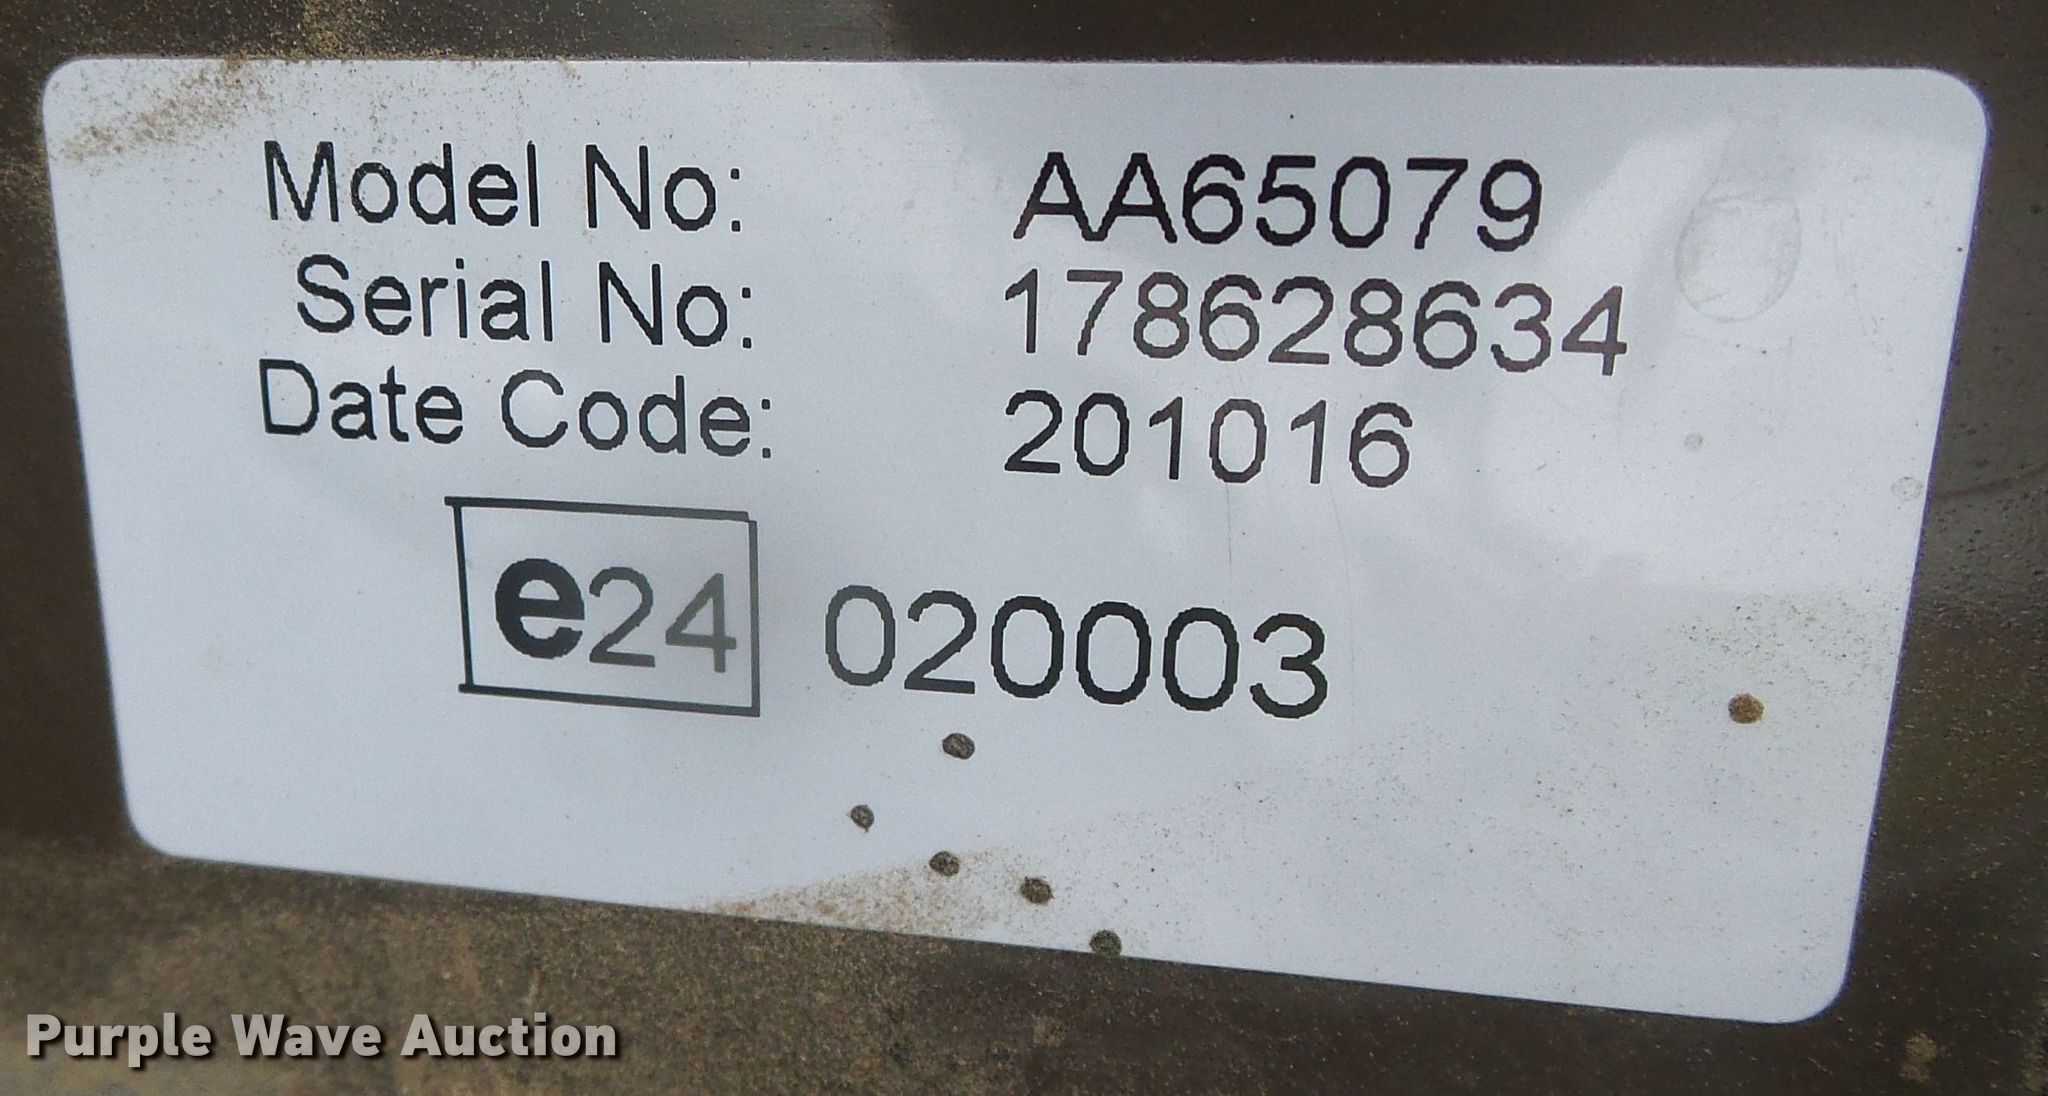 Model No: AA65079
Serial No: 178628634
Date Code: 201016
e24 020003
Purple Wave Auction